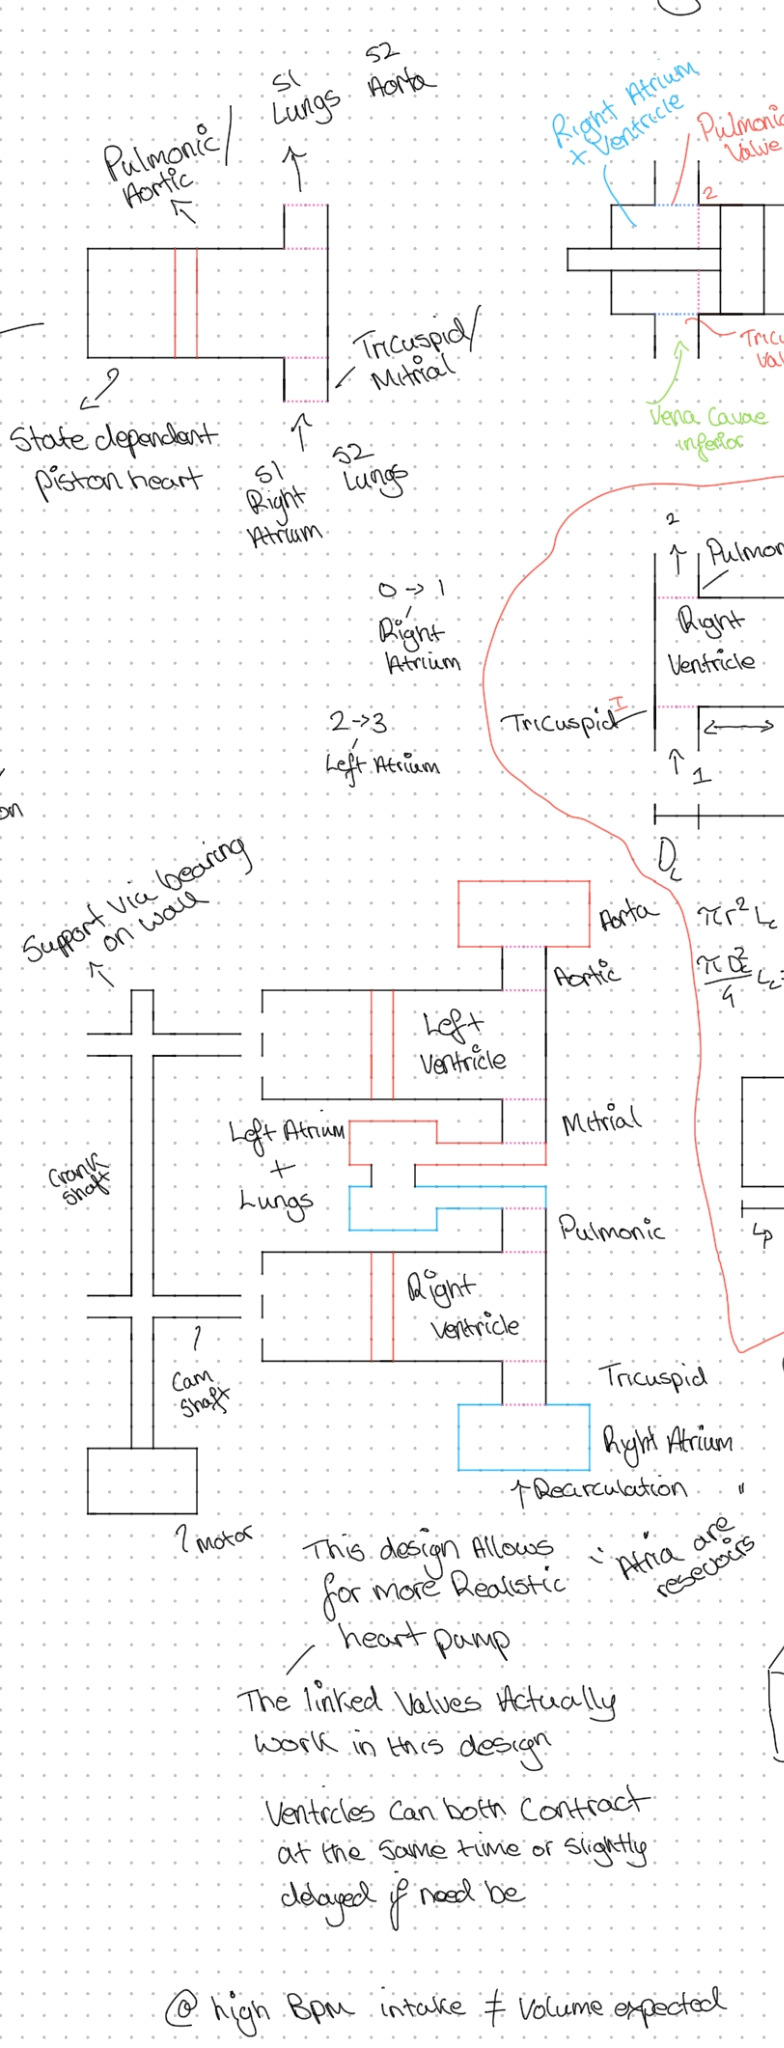 S1
Lungs
S2
Aorta
Pulmonic/
Aortic
Tricuspid/
Mitrial
State dependant
piston heart
S1
Right
Atrium
S2
Lungs
Right Atrium
+ Ventricle
Pulmonic
Valve
2
Vena Cavae
inferior
0 → 1
Right
Atrium
2 → 3
Left Atrium
2
Right
Ventricle
Tricuspid
I
1
D
πr² L
Support via bearing
on wall
Aorta
Aortic
Left
Ventricle
Left Atrium
+
Lungs
Mitrial
Crank
shaft
Pulmonic
Right
Ventricle
Cam
shaft
Tricuspid
Right Atrium
↑ Recirculation
? Motor
This design Allows
for more Realistic
heart pump
"Atria are
resevoirs"
The linked Valves Actually
work in this design
Ventrcles Can both Contract
at the same time or slightly
delayed if need be
@ high Bpm intake ≠ Volume expected